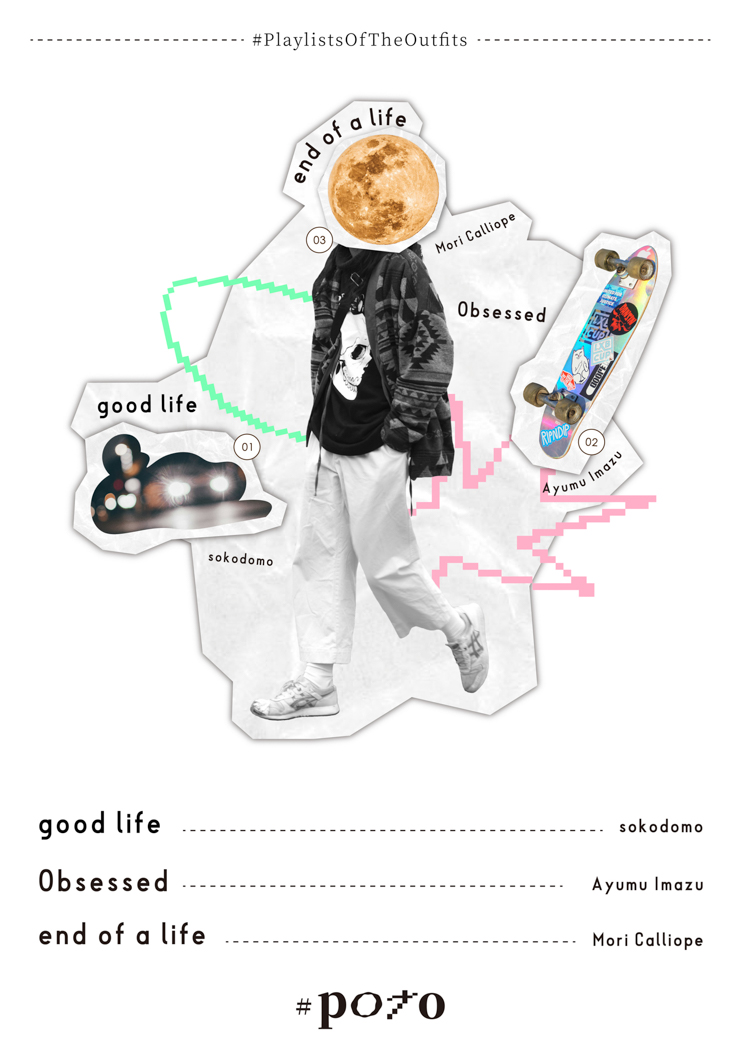 #PlaylistsOfTheOutfits
end of a life
03
Mori Calliope
Obsessed
good life
01
02
RIPNDIP
Ayumu Imazu
sokodomo
good life sokodomo
Obsessed Ayumu Imazu
end of a life Mori Calliope
#poto